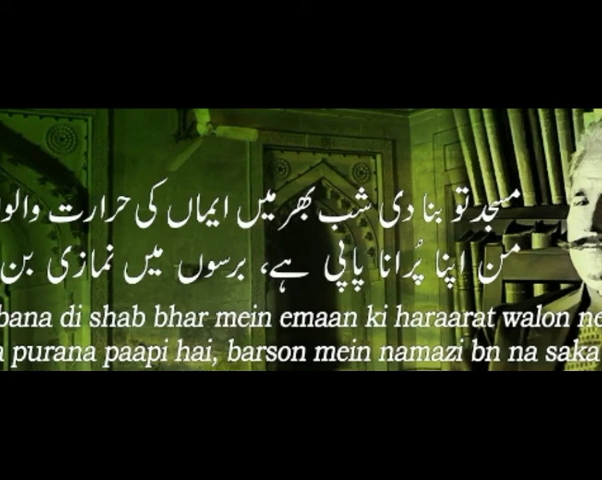 مسجد تو بنا دی شب بھر میں ایماں کی حرارت والو
من اپنا پُرانا پاپی ہے، برسوں میں نمازی بن
bana di shab bhar mein emaan ki haraarat walon ne
purana paapi hai, barson mein namazi bn na saka